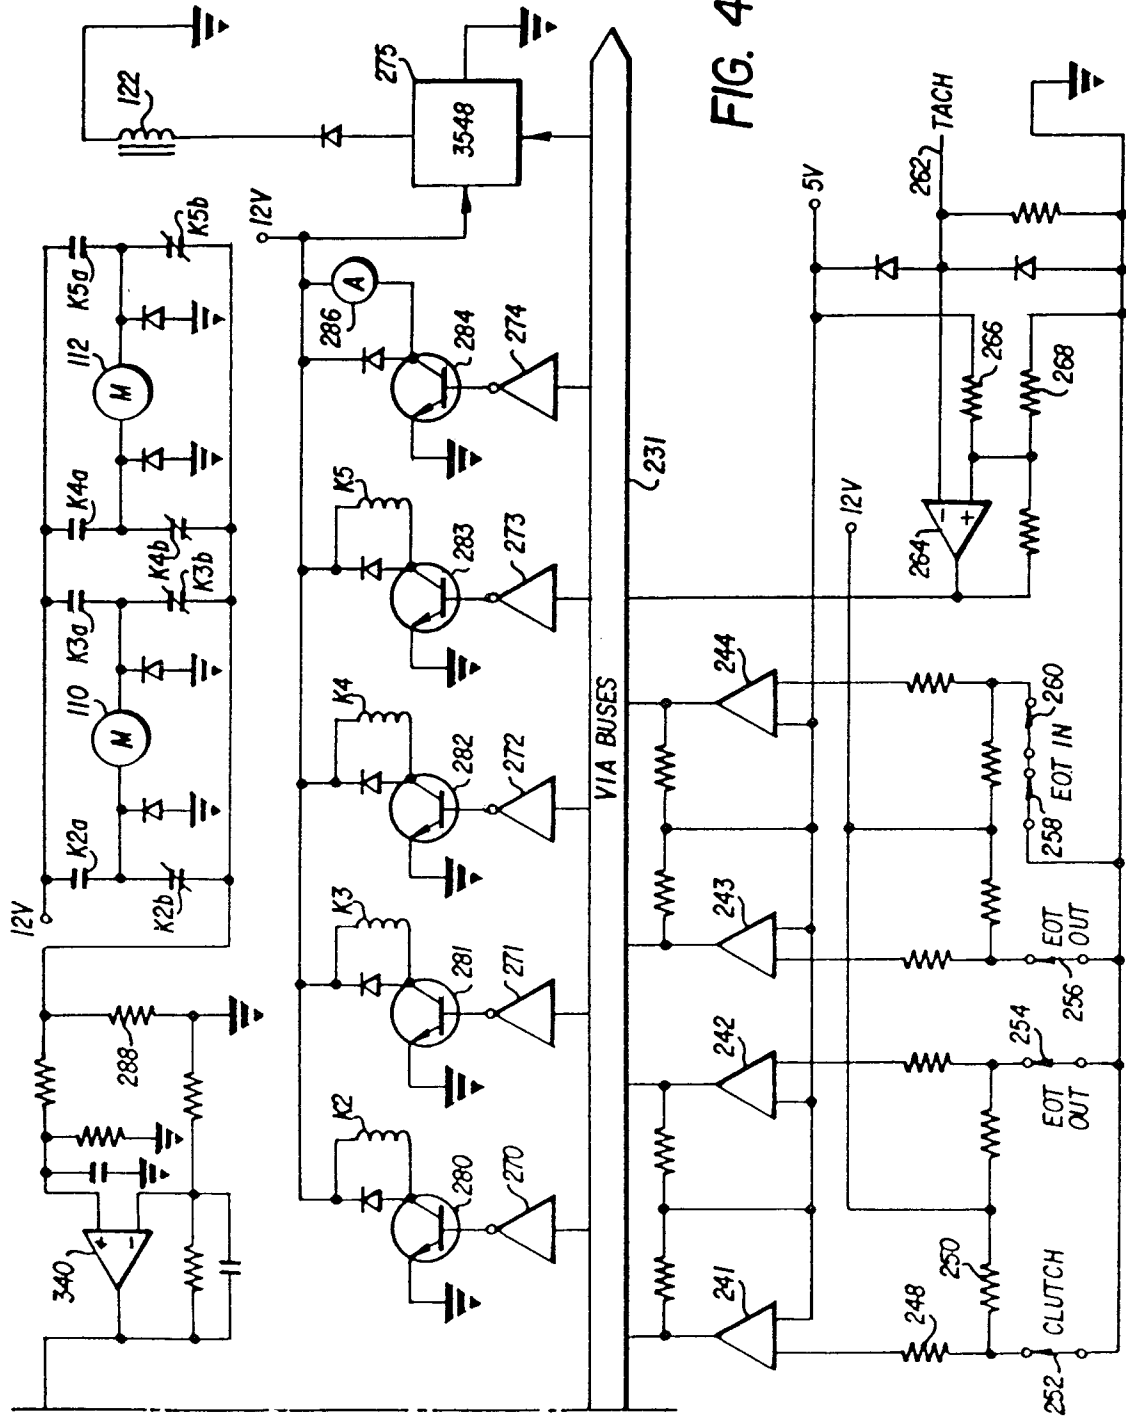 FIG. 4
122
275
3548
12V
K2a
K2b
110
M
K3a
K3b
K4a
K4b
112
M
K5a
K5b
12V
340
+
-
288
K2
280
270
K3
281
271
K4
282
272
K5
283
273
A
286
284
274
VIA BUSES
231
241
242
243
244
264
-
+
12V
5V
262
TACH
266
268
248
250
252
CLUTCH
254
EOT
OUT
256
EOT
OUT
258
EOT IN
260